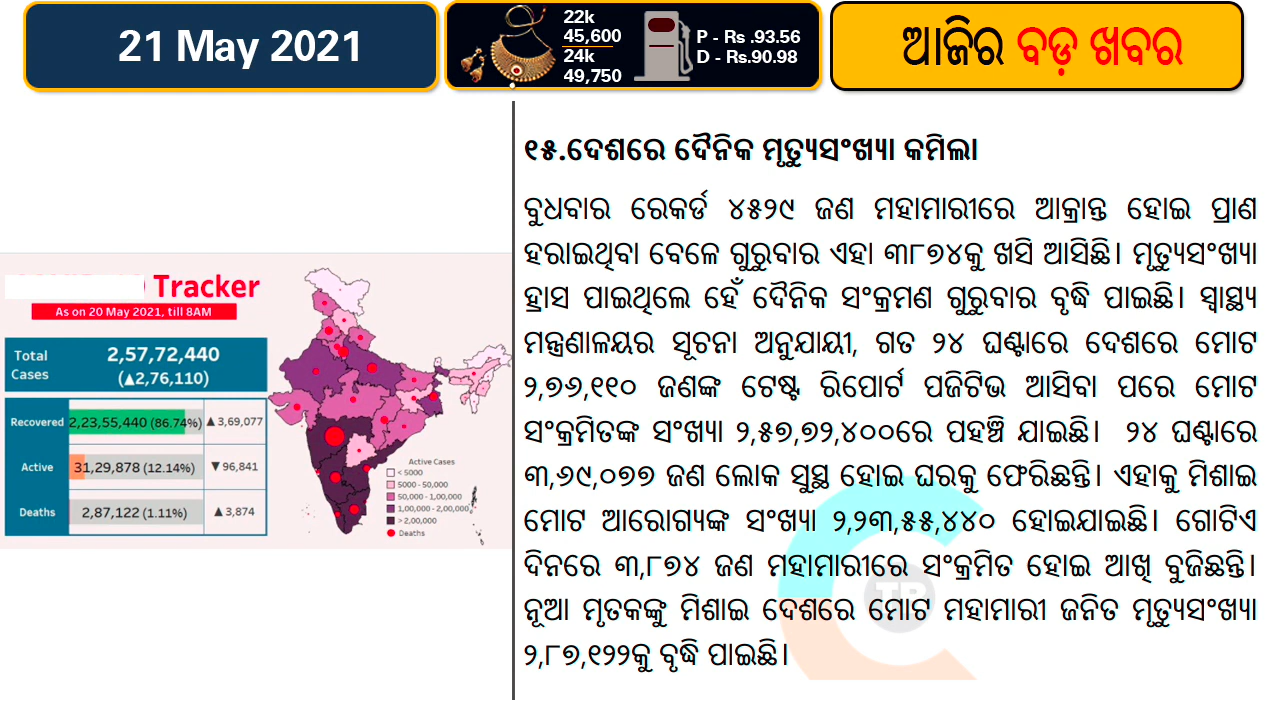 21 May 2021
22k
45,600
24k
49,750
P - Rs .93.56
D - Rs.90.98
ଆଜିର ବଡ଼ ଖବର
Tracker
As on 20 May 2021, till 8AM
Total Cases
2,57,72,440
(▲2,76,110)
Recovered 2,23,55,440 (86.74%) ▲3,69,077
Active 31,29,878 (12.14%) ▼96,841
Deaths 2,87,122 (1.11%) ▲3,874
Active Cases
< 5000
5000 - 50,000
50,000 - 1,00,000
1,00,000 - 2,00,000
> 2,00,000
Deaths
୧୫.ଦେଶରେ ଦୈନିକ ମୃତ୍ୟୁସଂଖ୍ୟା କମିଲା
ବୁଧବାର ରେକର୍ଡ ୪୫୨୯ ଜଣ ମହାମାରୀରେ ଆକ୍ରାନ୍ତ ହୋଇ ପ୍ରାଣ
ହରାଇଥିବା ବେଳେ ଗୁରୁବାର ଏହା ୩୮୭୪କୁ ଖସି ଆସିଛି। ମୃତ୍ୟୁସଂଖ୍ୟା
ହ୍ରାସ ପାଇଥିଲେ ହେଁ ଦୈନିକ ସଂକ୍ରମଣ ଗୁରୁବାର ବୃଦ୍ଧି ପାଇଛି। ସ୍ୱାସ୍ଥ୍ୟ
ମନ୍ତ୍ରଣାଳୟର ସୂଚନା ଅନୁଯାୟୀ, ଗତ ୨୪ ଘଣ୍ଟାରେ ଦେଶରେ ମୋଟ
୨,୭୬,୧୧୦ ଜଣଙ୍କ ଟେଷ୍ଟ ରିପୋର୍ଟ ପଜିଟିଭ ଆସିବା ପରେ ମୋଟ
ସଂକ୍ରମିତଙ୍କ ସଂଖ୍ୟା ୨,୫୭,୭୨,୪୦୦ରେ ପହଞ୍ଚି ଯାଇଛି। ୨୪ ଘଣ୍ଟାରେ
୩,୬୯,୦୭୭ ଜଣ ଲୋକ ସୁସ୍ଥ ହୋଇ ଘରକୁ ଫେରିଛନ୍ତି। ଏହାକୁ ମିଶାଇ
ମୋଟ ଆରୋଗ୍ୟଙ୍କ ସଂଖ୍ୟା ୨,୨୩,୫୫,୪୪୦ ହୋଇଯାଇଛି। ଗୋଟିଏ
ଦିନରେ ୩,୮୭୪ ଜଣ ମହାମାରୀରେ ସଂକ୍ରମିତ ହୋଇ ଆଖି ବୁଜିଛନ୍ତି।
ନୂଆ ମୃତକଙ୍କୁ ମିଶାଇ ଦେଶରେ ମୋଟ ମହାମାରୀ ଜନିତ ମୃତ୍ୟୁସଂଖ୍ୟା
୨,୮୭,୧୨୨କୁ ବୃଦ୍ଧି ପାଇଛି।